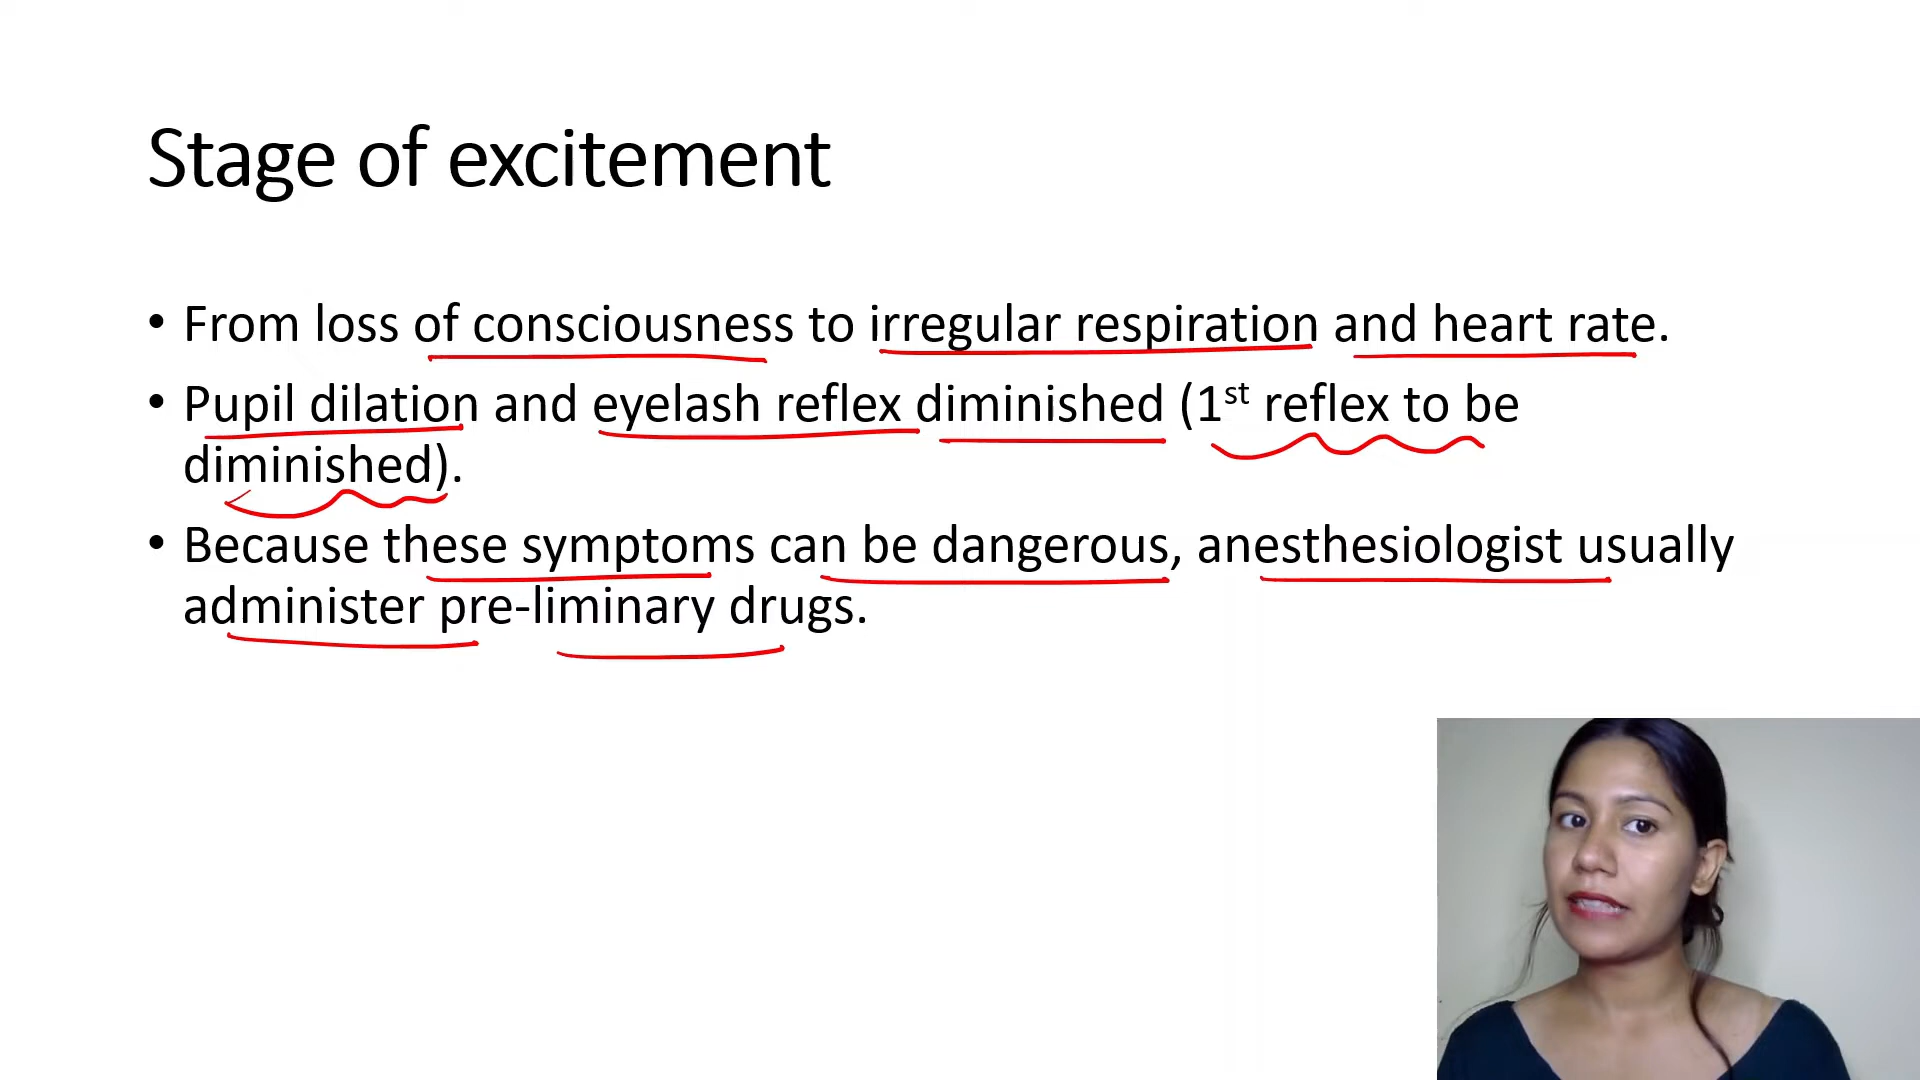 Stage of excitement
• From loss of consciousness to irregular respiration and heart rate.
• Pupil dilation and eyelash reflex diminished (1st reflex to be
diminished).
• Because these symptoms can be dangerous, anesthesiologist usually
administer pre-liminary drugs.